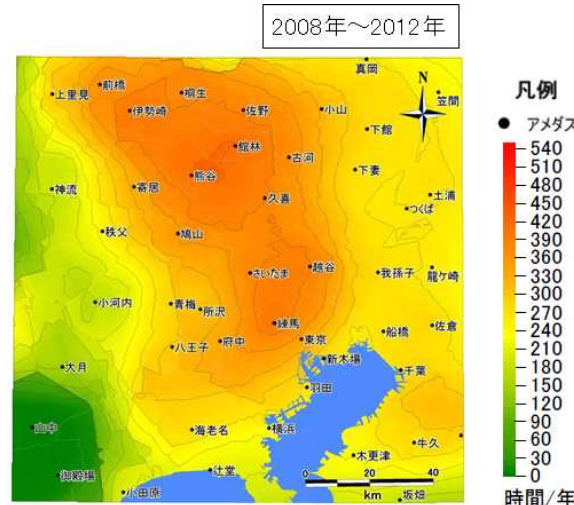 2008年～2012年
真岡
上里見
前橋
桐生
伊勢崎
佐野
小山
N
笠間
下館
館林
古河
熊谷
下妻
神流
寄居
久喜
土浦
つくば
秩父
鳩山
さいたま
越谷
我孫子
龍ケ崎
小河内
青梅
所沢
練馬
船橋
佐倉
八王子
府中
東京
新木場
大月
千葉
羽田
山中
海老名
横浜
牛久
木更津
御殿場
辻堂
小田原
坂畑
0 20 40
km
凡例
アメダス
540
510
480
450
420
390
360
330
300
270
240
210
180
150
120
90
60
30
0
時間/年